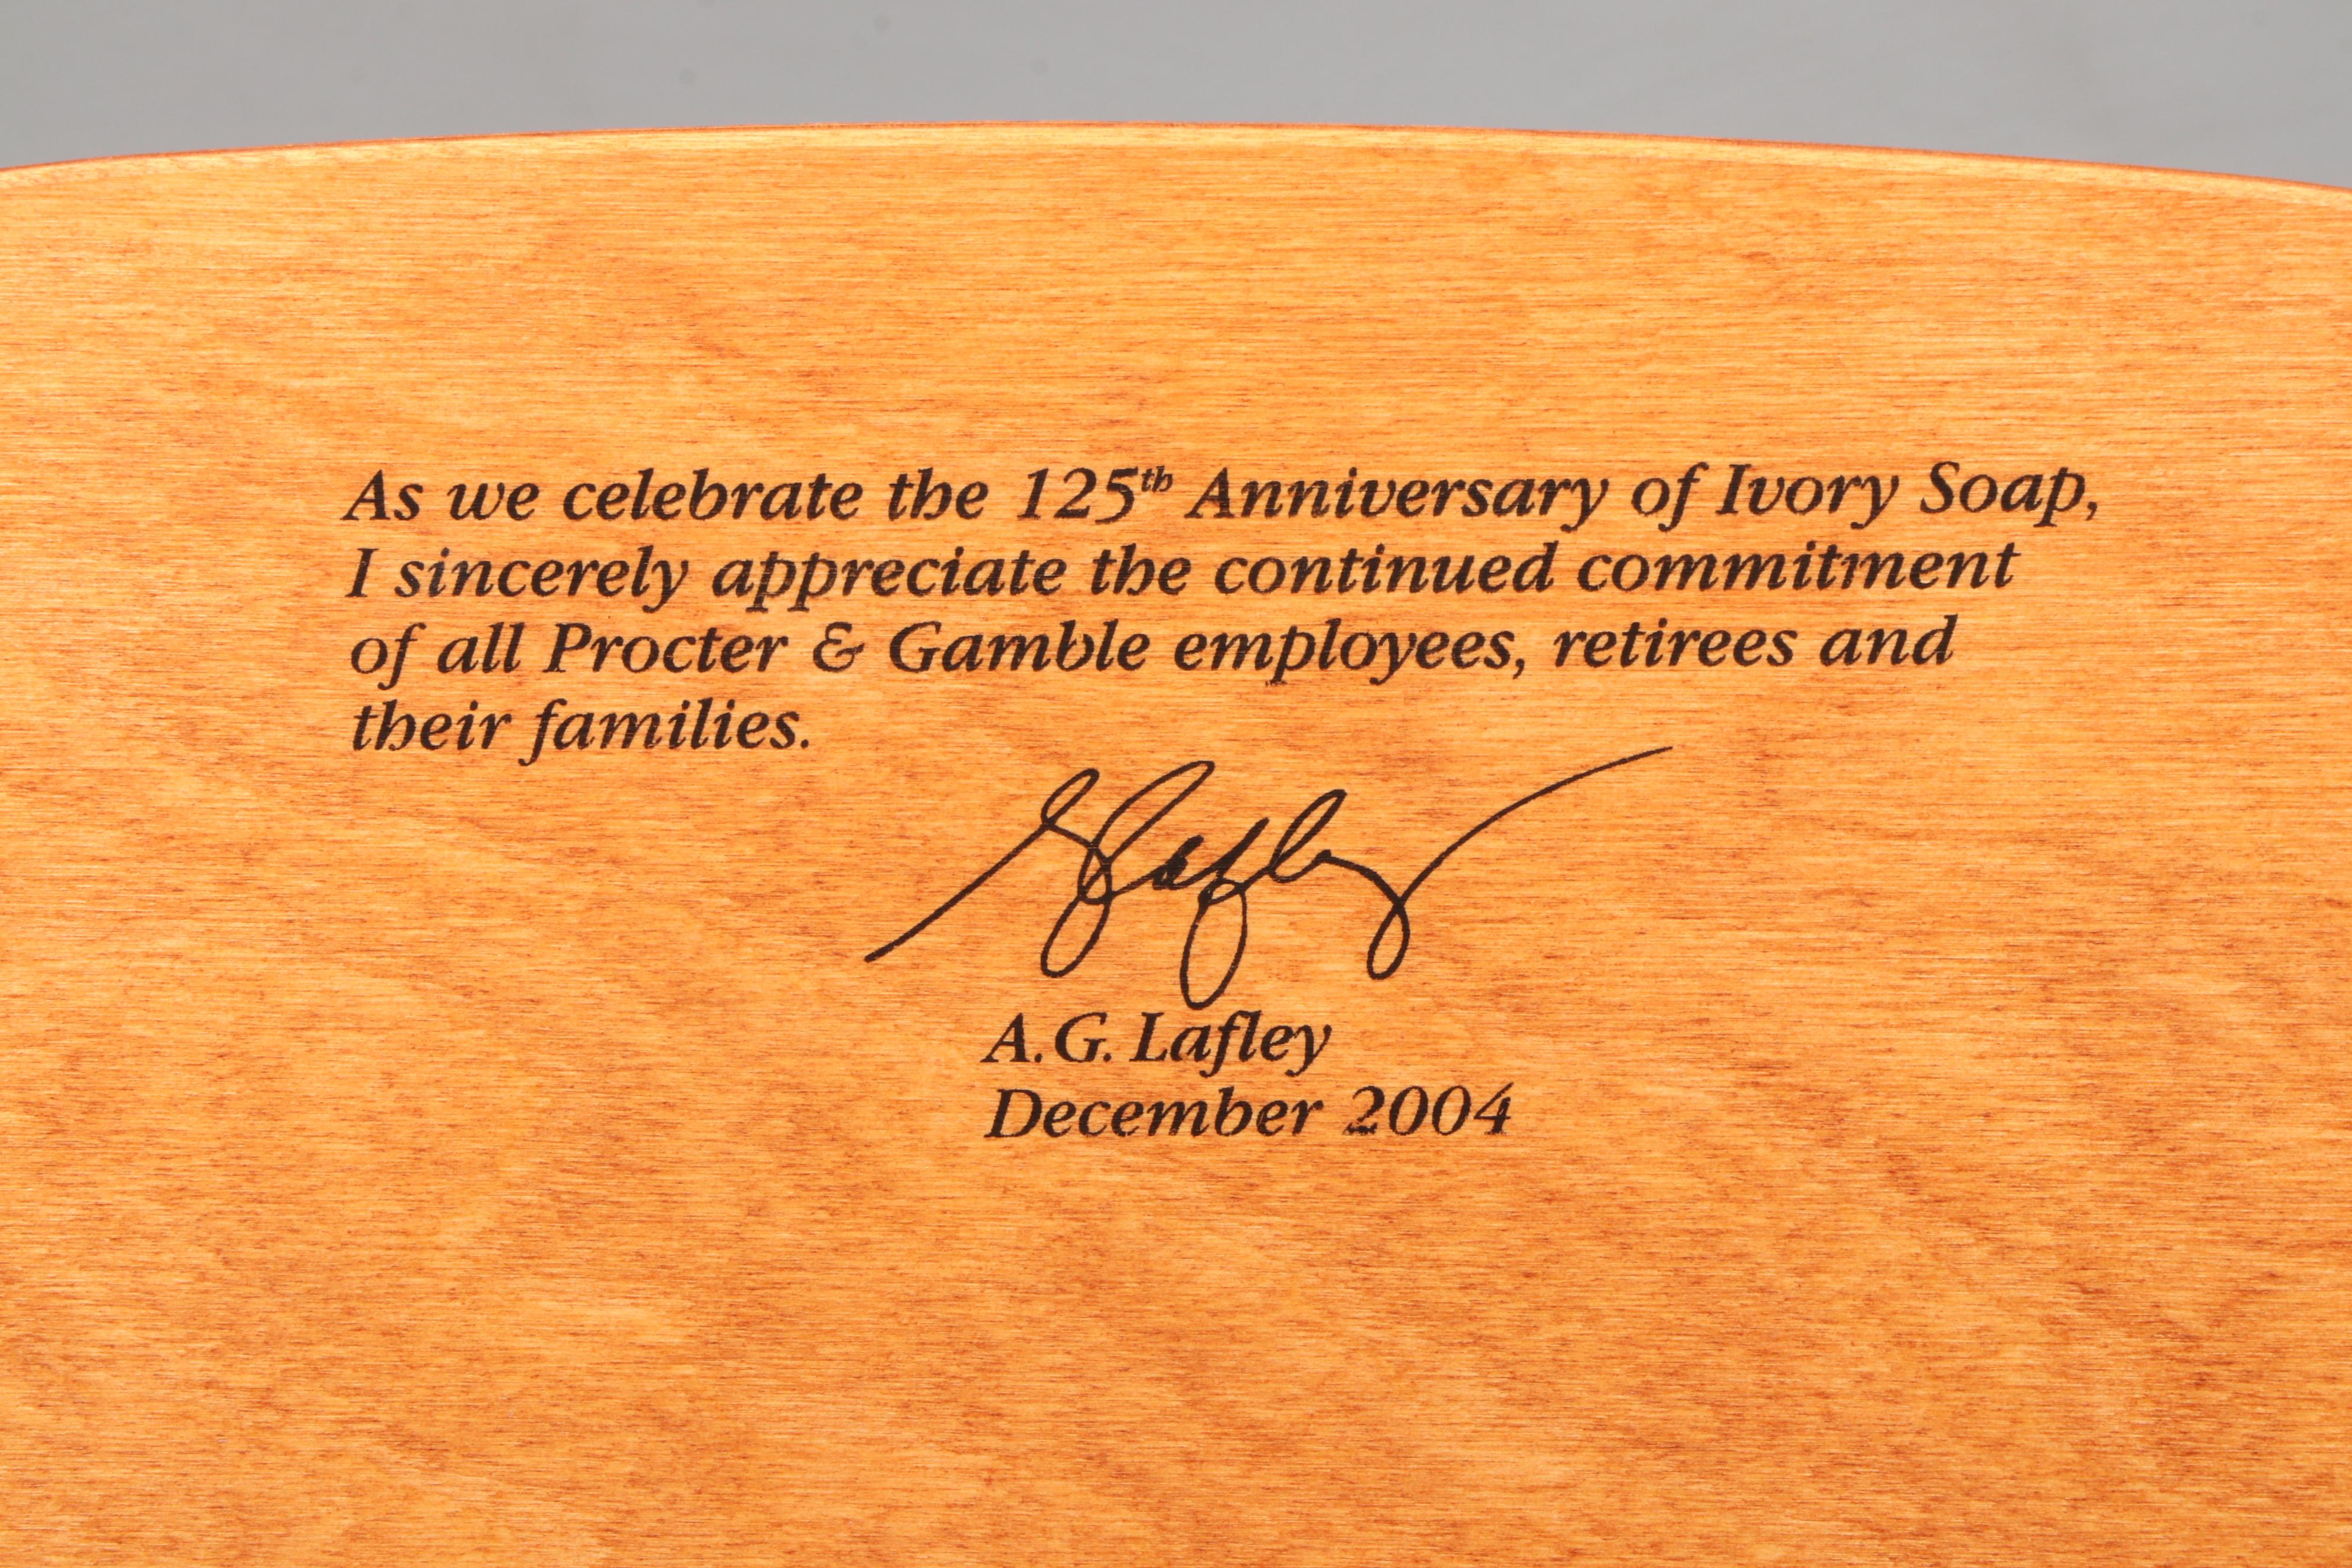 As we celebrate the 125th Anniversary of Ivory Soap,
I sincerely appreciate the continued commitment
of all Procter & Gamble employees, retirees and
their families.
AGLafley
A.G. Lafley
December 2004